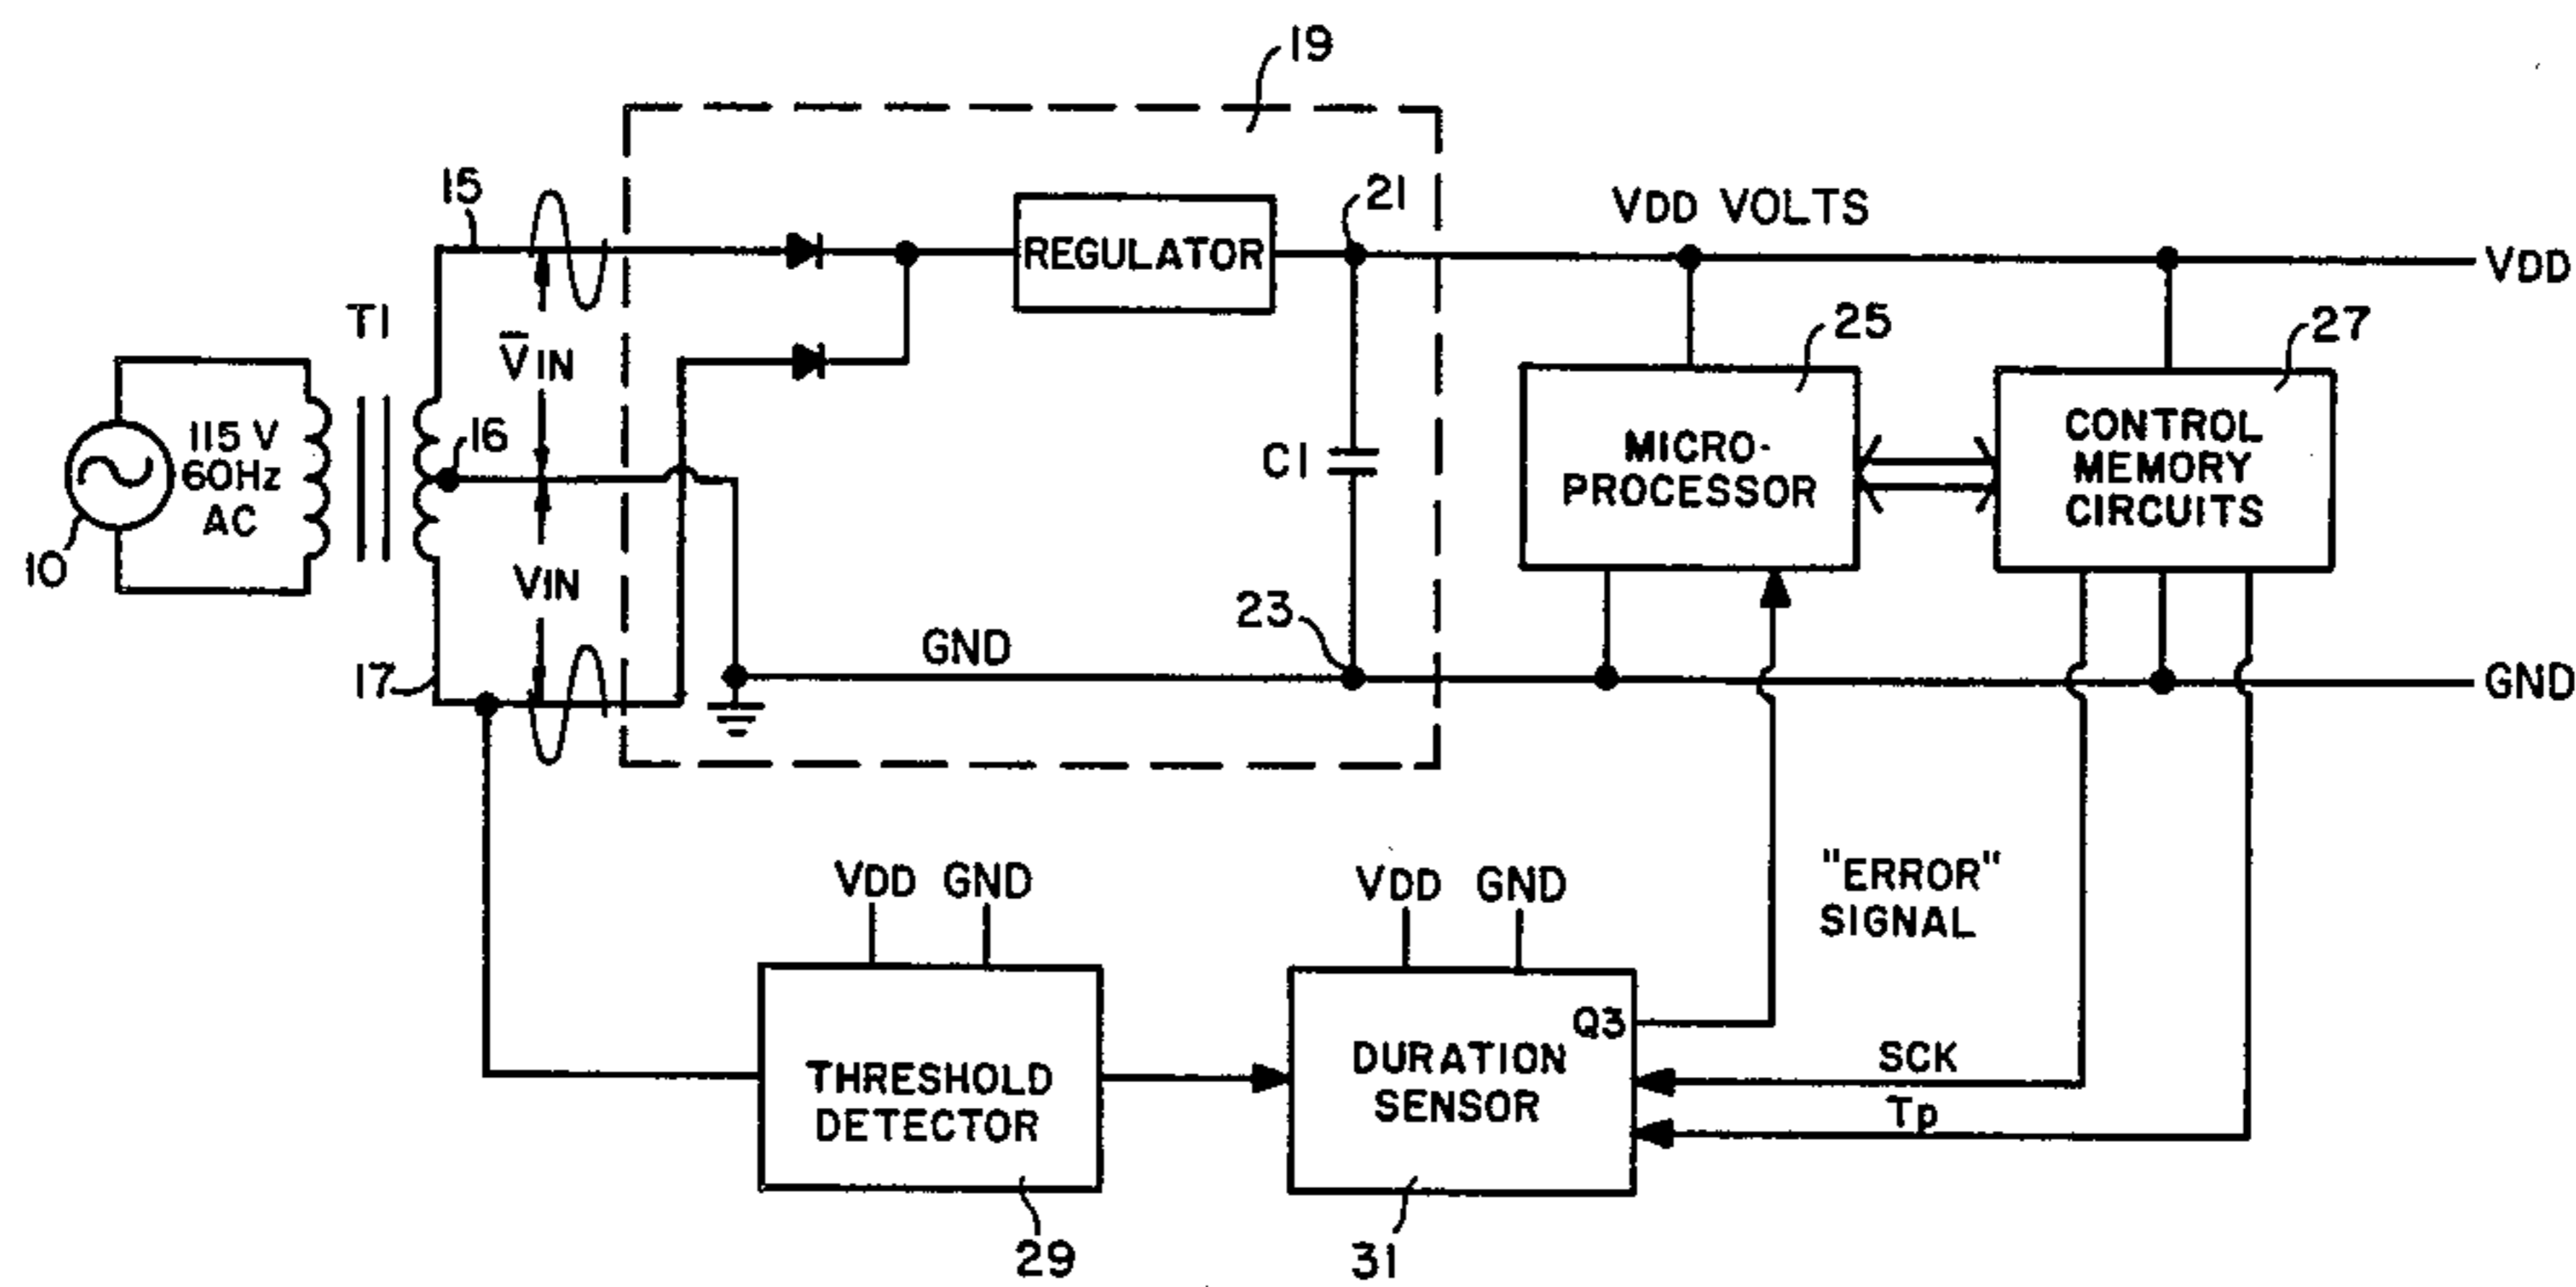 19
15
21
VDD VOLTS
REGULATOR
VDD
T1
V̅IN
25
27
115 V
60Hz
AC
16
C1
MICRO-
PROCESSOR
CONTROL
MEMORY
CIRCUITS
10
VIN
23
GND
17
GND
VDD GND
VDD GND
"ERROR"
SIGNAL
Q3
THRESHOLD
DETECTOR
DURATION
SENSOR
SCK
Tp
29
31